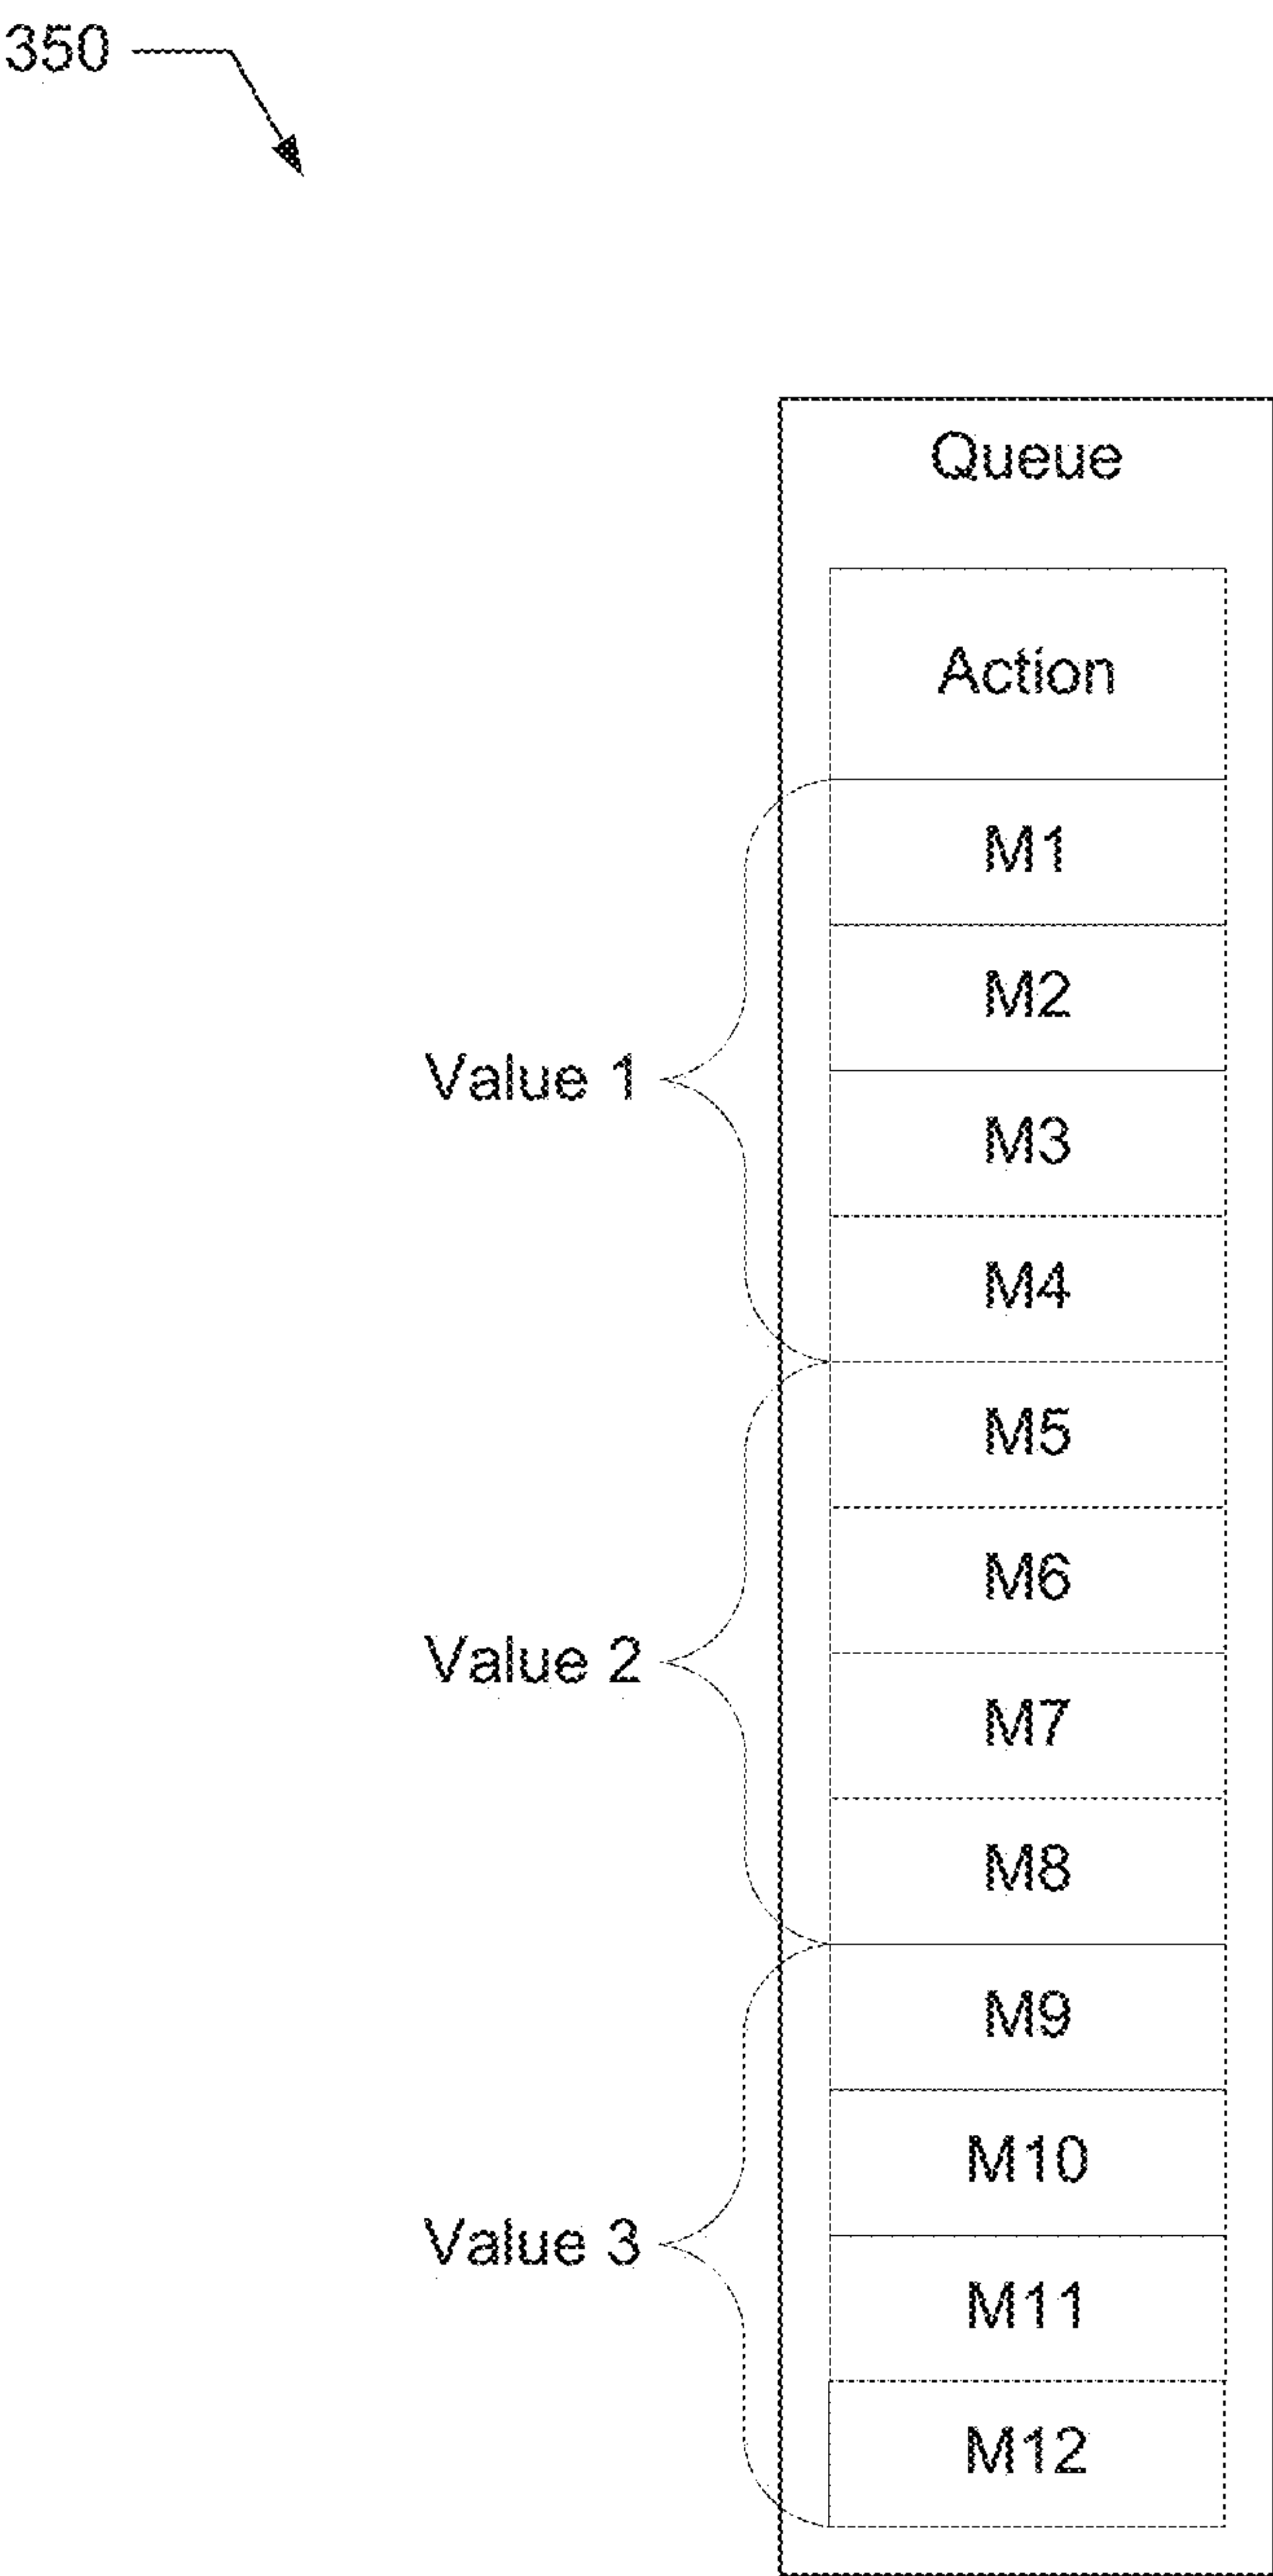 350
Queue
Action
M1
M2
Value 1
M3
M4
M5
M6
Value 2
M7
M8
M9
M10
Value 3
M11
M12